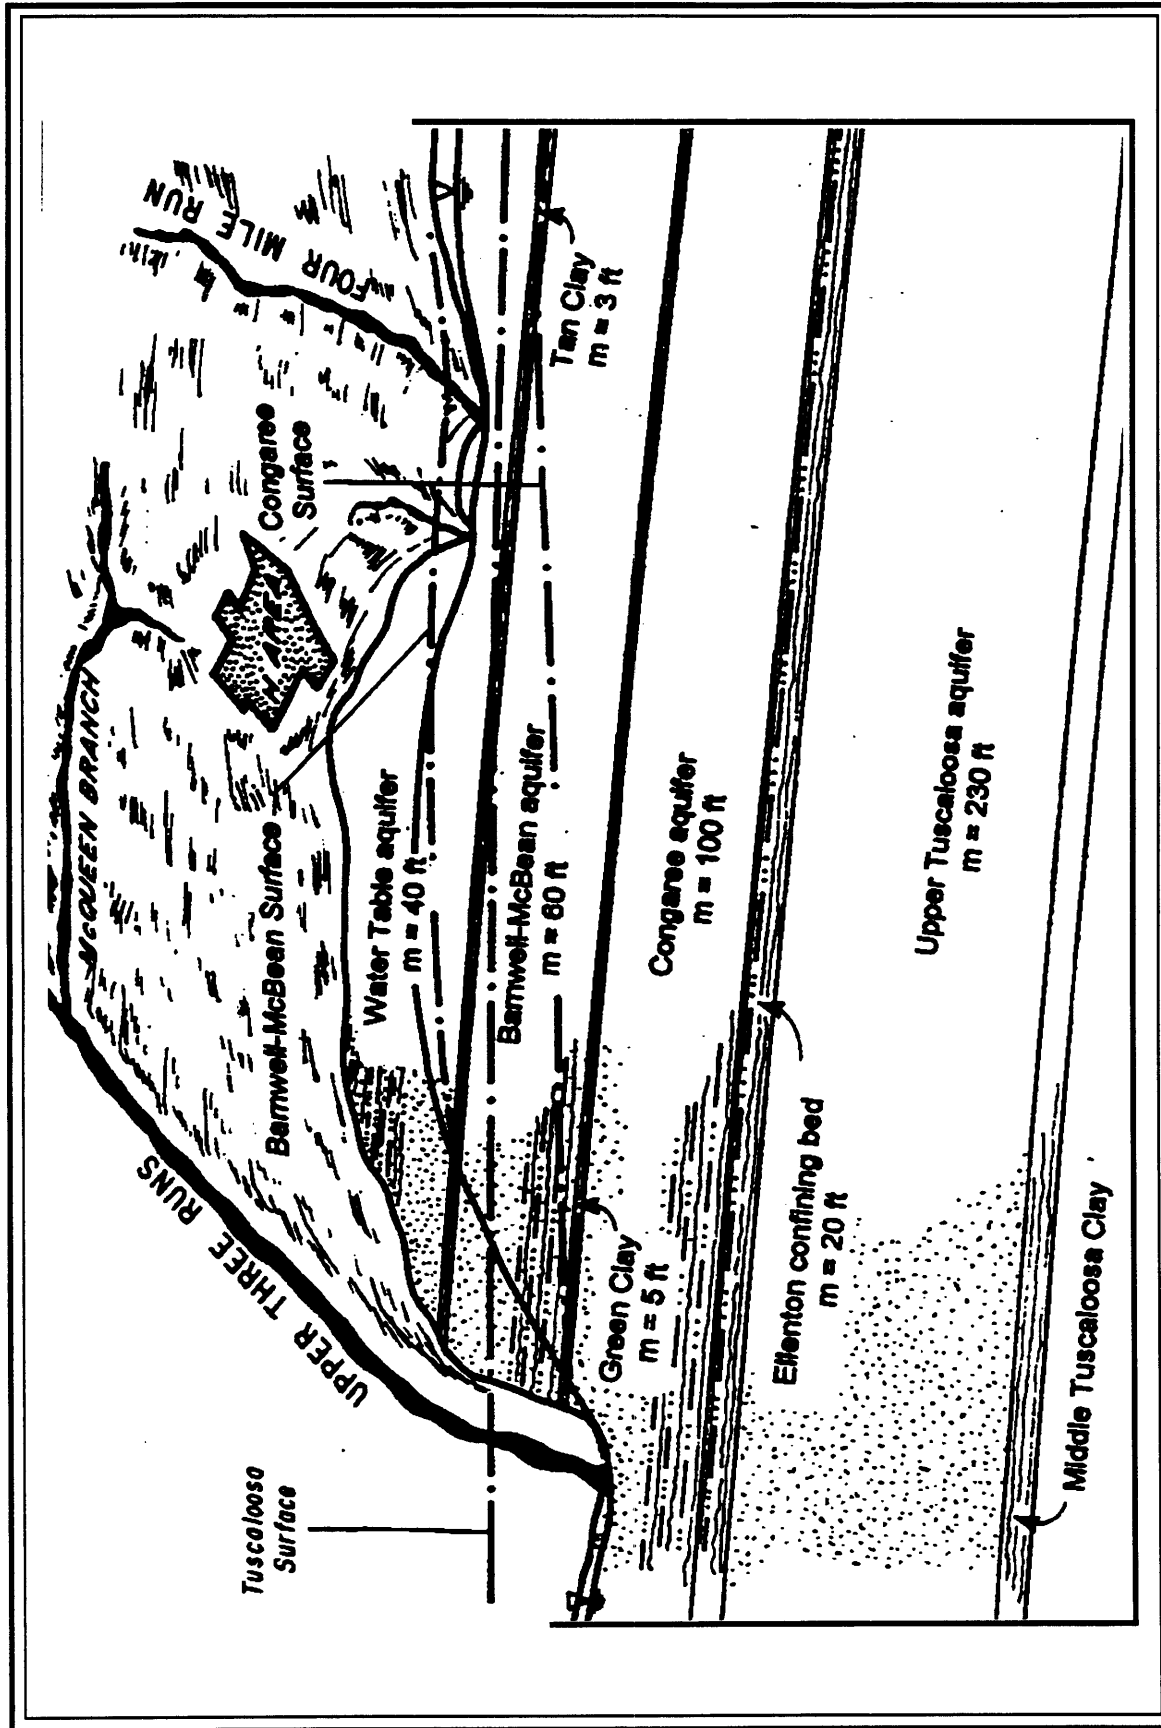 UPPER THREE RUNS
McQUEEN BRANCH
FOUR MILE RUN
H AREA
Tuscaloosa
Surface
Barnwell-McBean Surface
Congaree
Surface
Water Table aquifer
m = 40 ft
Tan Clay
m = 3 ft
Barnwell-McBean aquifer
m = 60 ft
Green Clay
m = 5 ft
Congaree aquifer
m = 100 ft
Ellenton confining bed
m = 20 ft
Upper Tuscaloosa aquifer
m = 230 ft
Middle Tuscaloosa Clay